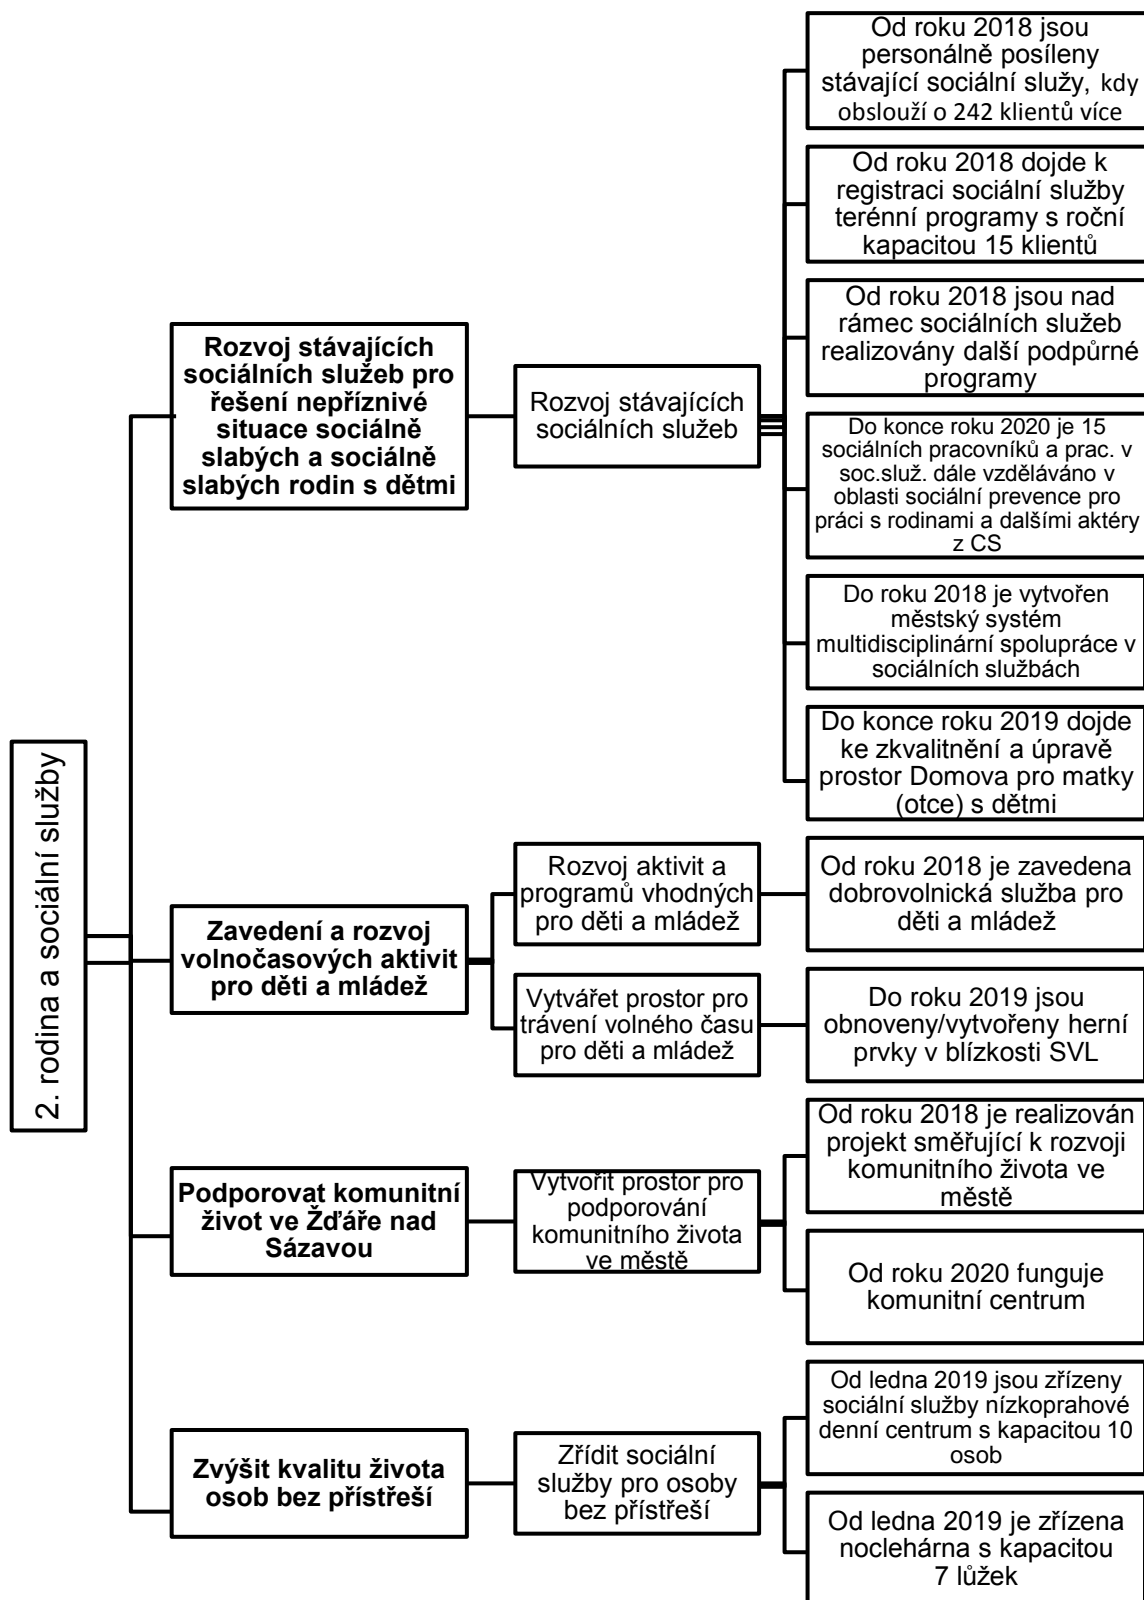 2. rodina a sociální služby
Rozvoj stávajících
sociálních služeb pro
řešení nepříznivé
situace sociálně
slabých a sociálně
slabých rodin s dětmi
Rozvoj stávajících
sociálních služeb
Od roku 2018 jsou
personálně posíleny
stávající sociální služy, kdy
obslouží o 242 klientů více
Od roku 2018 dojde k
registraci sociální služby
terénní programy s roční
kapacitou 15 klientů
Od roku 2018 jsou nad
rámec sociálních služeb
realizovány další podpůrné
programy
Do konce roku 2020 je 15
sociálních pracovníků a prac. v
soc.služ. dále vzděláváno v
oblasti sociální prevence pro
práci s rodinami a dalšími aktéry
z CS
Do roku 2018 je vytvořen
městský systém
multidisciplinární spolupráce v
sociálních službách
Do konce roku 2019 dojde
ke zkvalitnění a úpravě
prostor Domova pro matky
(otce) s dětmi
Zavedení a rozvoj
volnočasových aktivit
pro děti a mládež
Rozvoj aktivit a
programů vhodných
pro děti a mládež
Od roku 2018 je zavedena
dobrovolnická služba pro
děti a mládež
Vytvářet prostor pro
trávení volného času
pro děti a mládež
Do roku 2019 jsou
obnoveny/vytvořeny herní
prvky v blízkosti SVL
Podporovat komunitní
život ve Žďáře nad
Sázavou
Vytvořit prostor pro
podporování
komunitního života
ve městě
Od roku 2018 je realizován
projekt směřující k rozvoji
komunitního života ve
městě
Od roku 2020 funguje
komunitní centrum
Zvýšit kvalitu života
osob bez přístřeší
Zřídit sociální
služby pro osoby
bez přístřeší
Od ledna 2019 jsou zřízeny
sociální služby nízkoprahové
denní centrum s kapacitou 10
osob
Od ledna 2019 je zřízena
noclehárna s kapacitou
7 lůžek